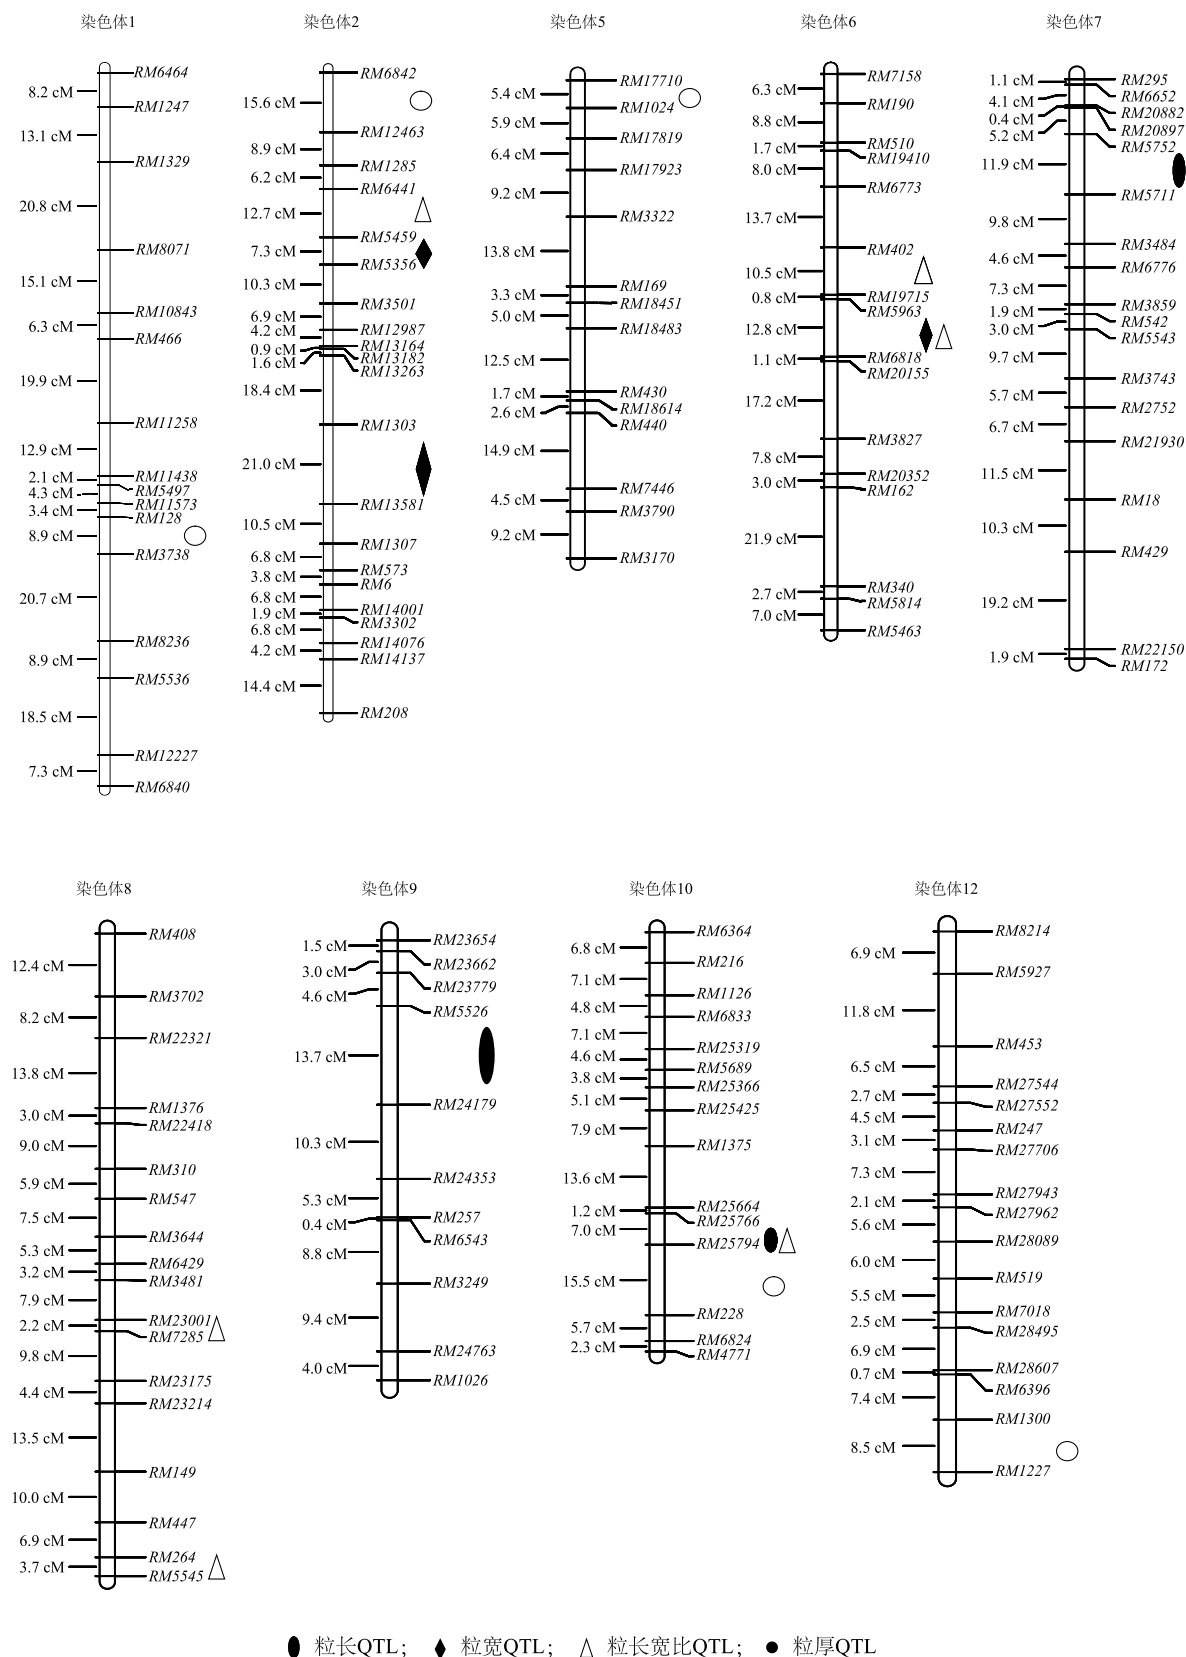 染色体1
8.2 cM
13.1 cM
20.8 cM
15.1 cM
6.3 cM
19.9 cM
12.9 cM
2.1 cM
4.3 cM
3.4 cM
8.9 cM
20.7 cM
8.9 cM
18.5 cM
7.3 cM
RM6464
RM1247
RM1329
RM8071
RM10843
RM466
RM11258
RM11438
RM5497
RM11573
RM128
RM3738
RM8236
RM5536
RM12227
RM6840
染色体2
15.6 cM
8.9 cM
6.2 cM
12.7 cM
7.3 cM
10.3 cM
6.9 cM
4.2 cM
0.9 cM
1.6 cM
18.4 cM
21.0 cM
10.5 cM
6.8 cM
3.8 cM
6.8 cM
1.9 cM
6.8 cM
4.2 cM
14.4 cM
RM6842
RM12463
RM1285
RM6441
RM5459
RM5356
RM3501
RM12987
RM13164
RM13182
RM13263
RM1303
RM13581
RM1307
RM573
RM6
RM14001
RM3302
RM14076
RM14137
RM208
染色体5
5.4 cM
5.9 cM
6.4 cM
9.2 cM
13.8 cM
3.3 cM
5.0 cM
12.5 cM
1.7 cM
2.6 cM
14.9 cM
4.5 cM
9.2 cM
RM17710
RM1024
RM17819
RM17923
RM3322
RM169
RM18451
RM18483
RM430
RM18614
RM440
RM7446
RM3790
RM3170
染色体6
6.3 cM
8.8 cM
1.7 cM
8.0 cM
13.7 cM
10.5 cM
0.8 cM
12.8 cM
1.1 cM
17.2 cM
7.8 cM
3.0 cM
21.9 cM
2.7 cM
7.0 cM
RM7158
RM190
RM510
RM19410
RM6773
RM402
RM19715
RM5963
RM6818
RM20155
RM3827
RM20352
RM162
RM340
RM5814
RM5463
染色体7
1.1 cM
4.1 cM
0.4 cM
5.2 cM
11.9 cM
9.8 cM
4.6 cM
7.3 cM
1.9 cM
3.0 cM
9.7 cM
5.7 cM
6.7 cM
11.5 cM
10.3 cM
19.2 cM
1.9 cM
RM295
RM6652
RM20882
RM20897
RM5752
RM5711
RM3484
RM6776
RM3859
RM542
RM5543
RM3743
RM2752
RM21930
RM18
RM429
RM22150
RM172
染色体8
12.4 cM
8.2 cM
13.8 cM
3.0 cM
9.0 cM
5.9 cM
7.5 cM
5.3 cM
3.2 cM
7.9 cM
2.2 cM
9.8 cM
4.4 cM
13.5 cM
10.0 cM
6.9 cM
3.7 cM
RM408
RM3702
RM22321
RM1376
RM22418
RM310
RM547
RM3644
RM6429
RM3481
RM23001
RM7285
RM23175
RM23214
RM149
RM447
RM264
RM5545
染色体9
1.5 cM
3.0 cM
4.6 cM
13.7 cM
10.3 cM
5.3 cM
0.4 cM
8.8 cM
9.4 cM
4.0 cM
RM23654
RM23662
RM23779
RM5526
RM24179
RM24353
RM257
RM6543
RM3249
RM24763
RM1026
染色体10
6.8 cM
7.1 cM
4.8 cM
7.1 cM
4.6 cM
3.8 cM
5.1 cM
7.9 cM
13.6 cM
1.2 cM
7.0 cM
15.5 cM
5.7 cM
2.3 cM
RM6364
RM216
RM1126
RM6833
RM25319
RM5689
RM25366
RM25425
RM1375
RM25664
RM25766
RM25794
RM228
RM6824
RM4771
染色体12
6.9 cM
11.8 cM
6.5 cM
2.7 cM
4.5 cM
3.1 cM
7.3 cM
2.1 cM
5.6 cM
6.0 cM
5.5 cM
2.5 cM
6.9 cM
0.7 cM
7.4 cM
8.5 cM
RM8214
RM5927
RM453
RM27544
RM27552
RM247
RM27706
RM27943
RM27962
RM28089
RM519
RM7018
RM28495
RM28607
RM6396
RM1300
RM1227
粒长QTL; 粒宽QTL; 粒长宽比QTL; 粒厚QTL